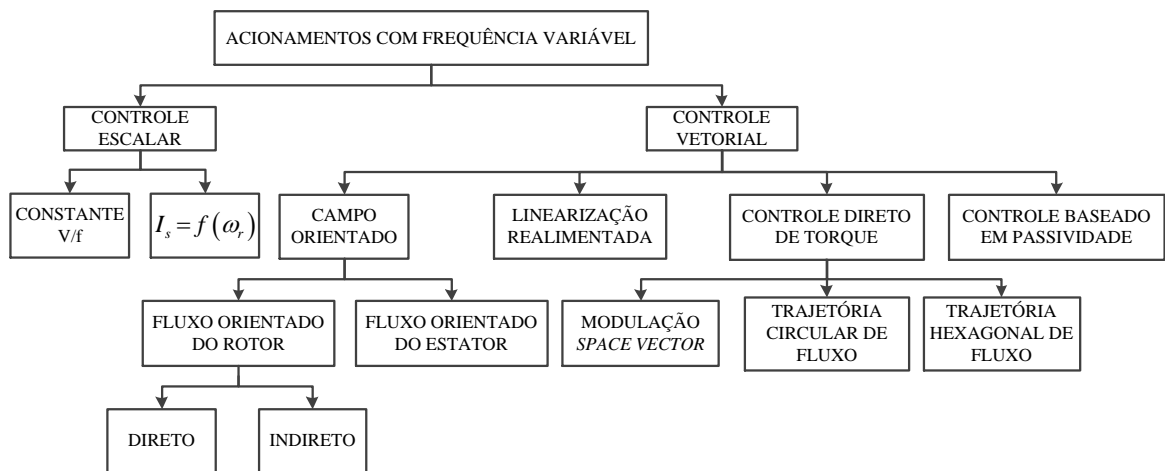 ACIONAMENTOS COM FREQUÊNCIA VARIÁVEL
CONTROLE
ESCALAR
CONTROLE
VETORIAL
CONSTANTE
V/f
I_s = f(ω_r)
CAMPO
ORIENTADO
LINEARIZAÇÃO
REALIMENTADA
CONTROLE DIRETO
DE TORQUE
CONTROLE BASEADO
EM PASSIVIDADE
FLUXO ORIENTADO
DO ROTOR
FLUXO ORIENTADO
DO ESTATOR
MODULAÇÃO
SPACE VECTOR
TRAJETÓRIA
CIRCULAR DE
FLUXO
TRAJETÓRIA
HEXAGONAL DE
FLUXO
DIRETO
INDIRETO